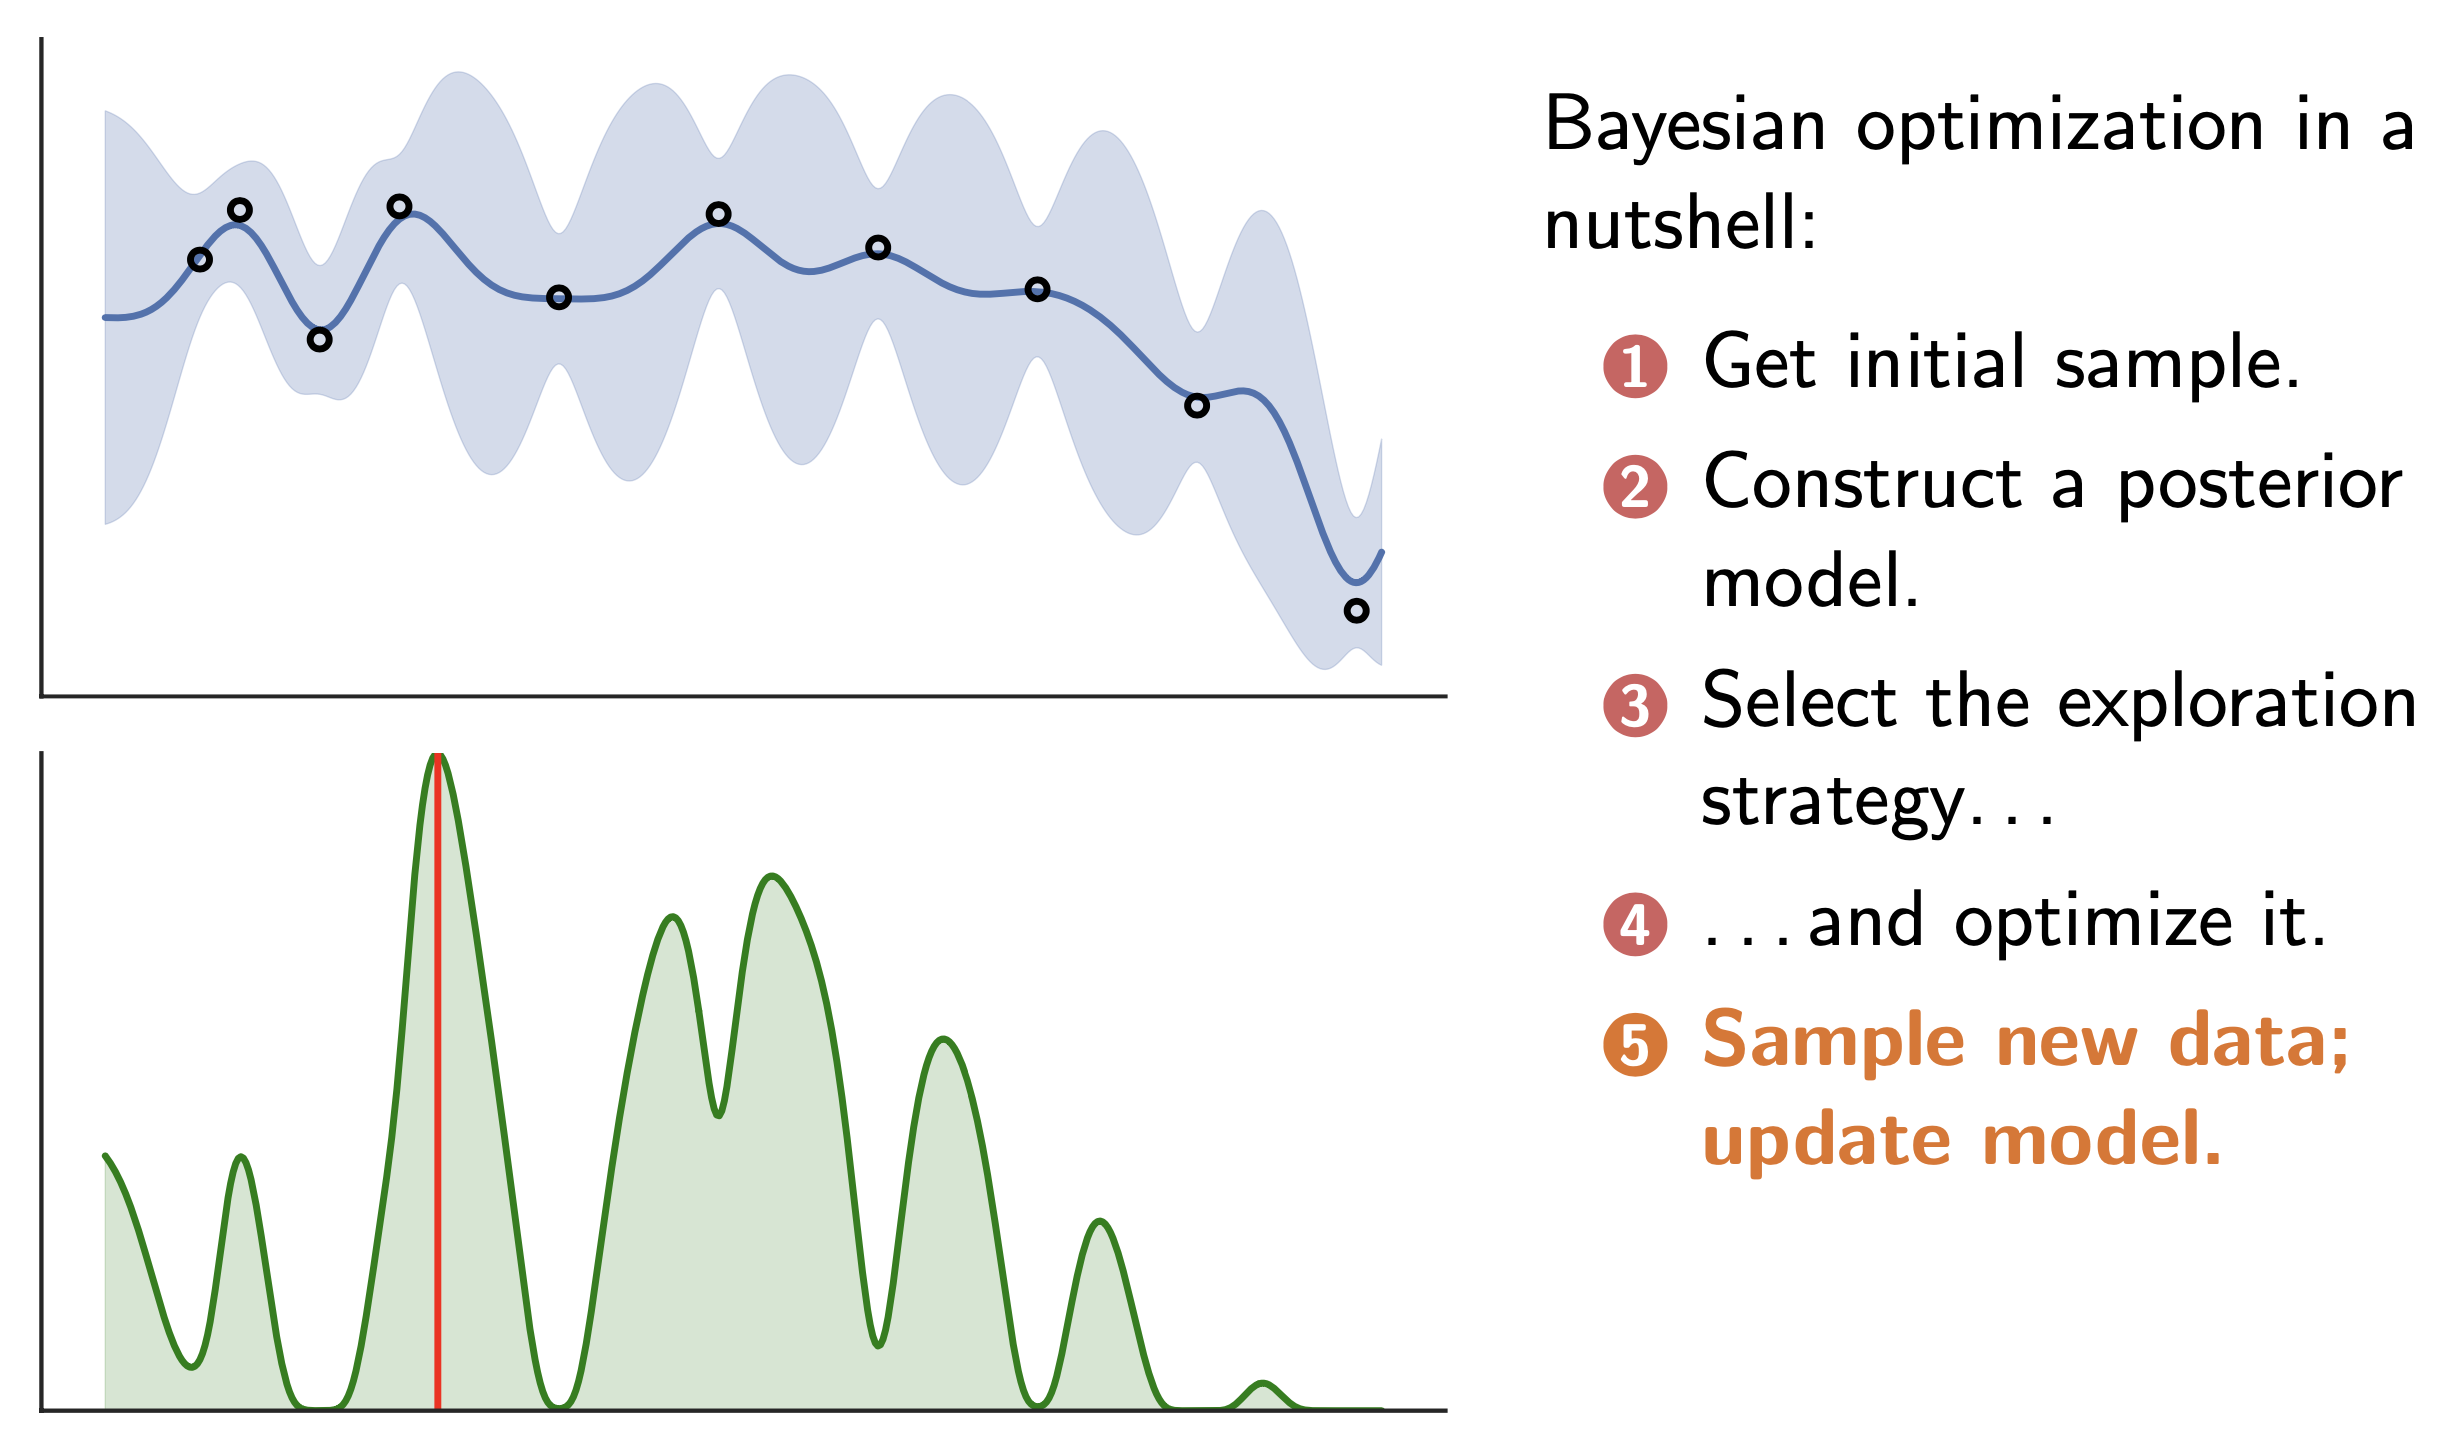 Bayesian optimization in a
nutshell:
1 Get initial sample.
2 Construct a posterior
model.
3 Select the exploration
strategy. . .
4 . . . and optimize it.
5 Sample new data;
update model.